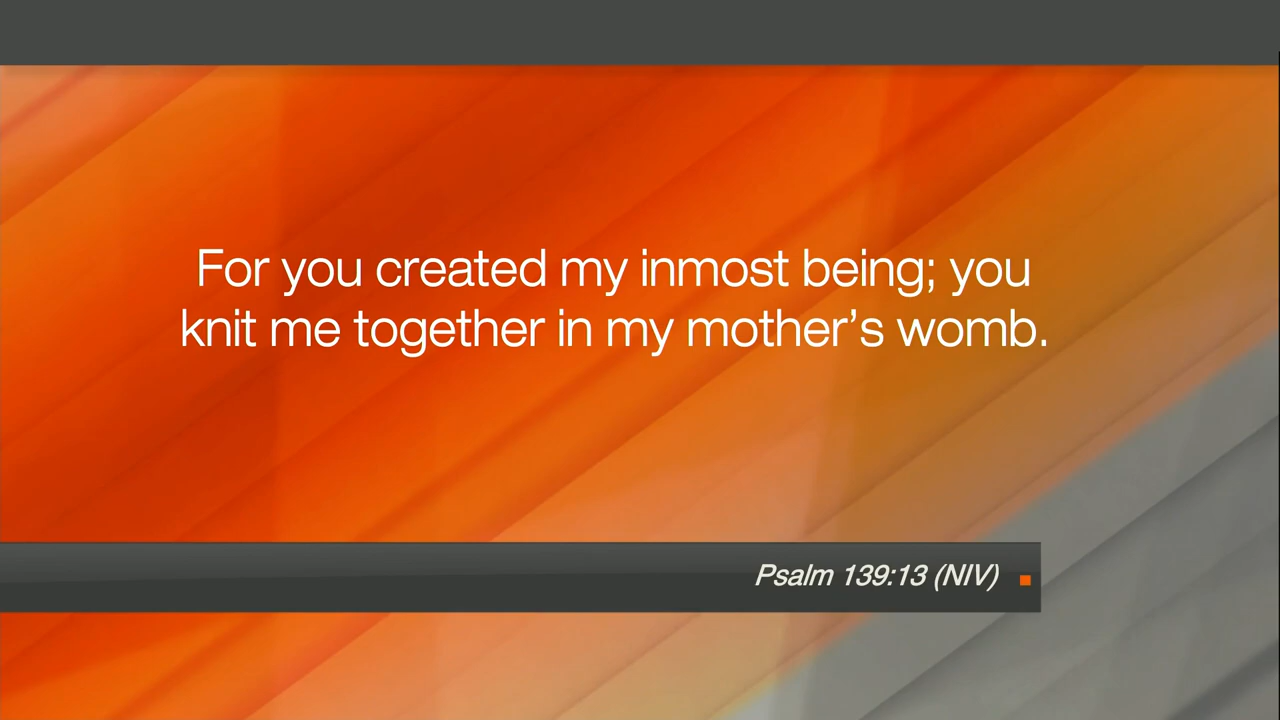 For you created my inmost being; you
knit me together in my mother’s womb.
Psalm 139:13 (NIV)